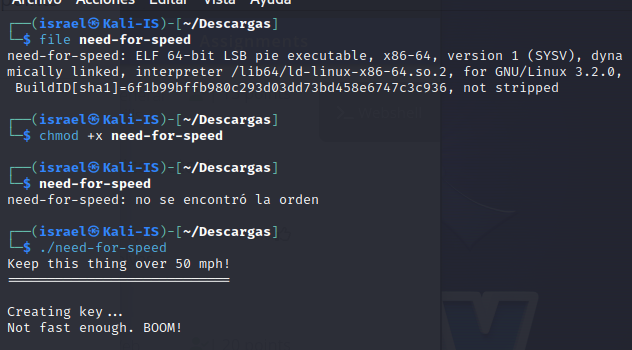 Archivo Acciones Editar Vista Ayuda
┌──(israel㉿Kali-IS)-[~/Descargas]
└─$ file need-for-speed
need-for-speed: ELF 64-bit LSB pie executable, x86-64, version 1 (SYSV), dyna
mically linked, interpreter /lib64/ld-linux-x86-64.so.2, for GNU/Linux 3.2.0,
BuildID[sha1]=6f1b99bffb980c293d03dd73bd458e6747c3c936, not stripped
┌──(israel㉿Kali-IS)-[~/Descargas]
└─$ chmod +x need-for-speed
┌──(israel㉿Kali-IS)-[~/Descargas]
└─$ need-for-speed
need-for-speed: no se encontró la orden
┌──(israel㉿Kali-IS)-[~/Descargas]
└─$ ./need-for-speed
Keep this thing over 50 mph!
============================
Creating key...
Not fast enough. BOOM!